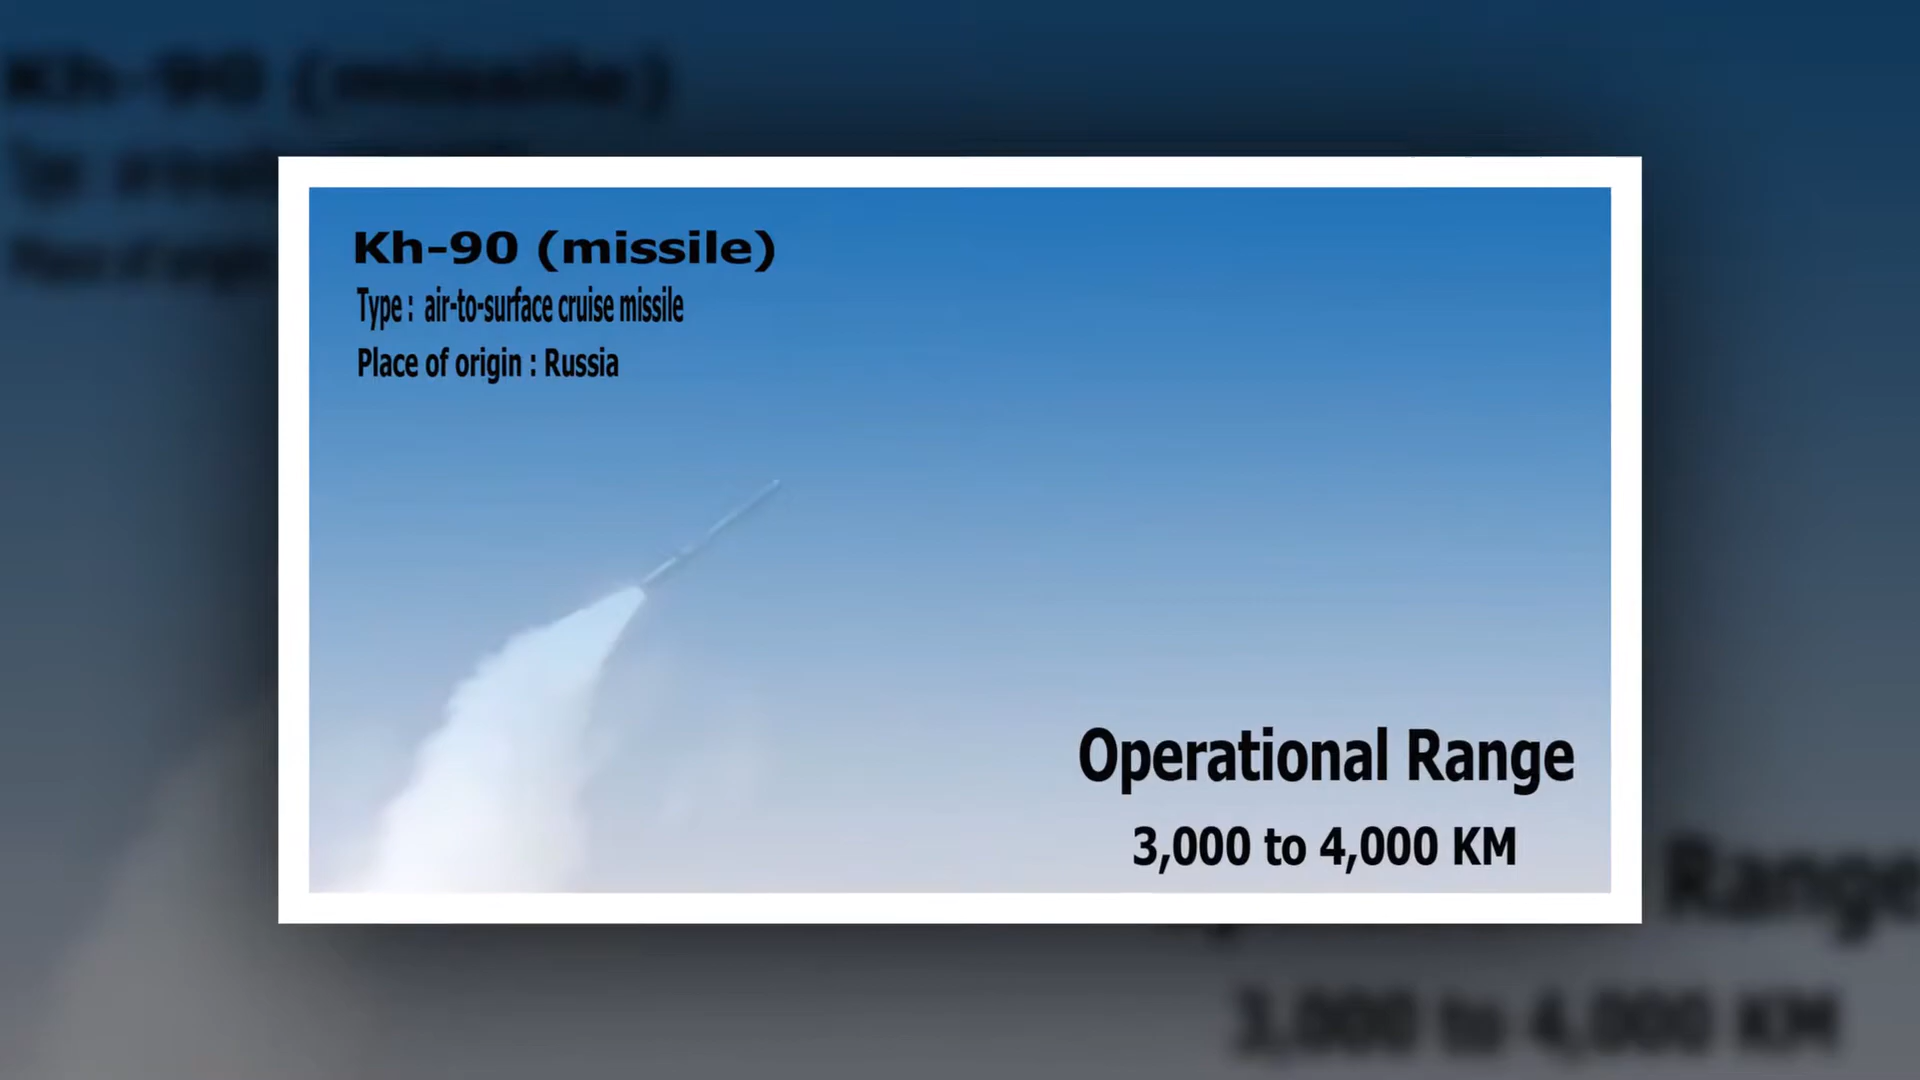 Kh-90 (missile)
Type : air-to-surface cruise missile
Place of origin : Russia
Operational Range
3,000 to 4,000 KM